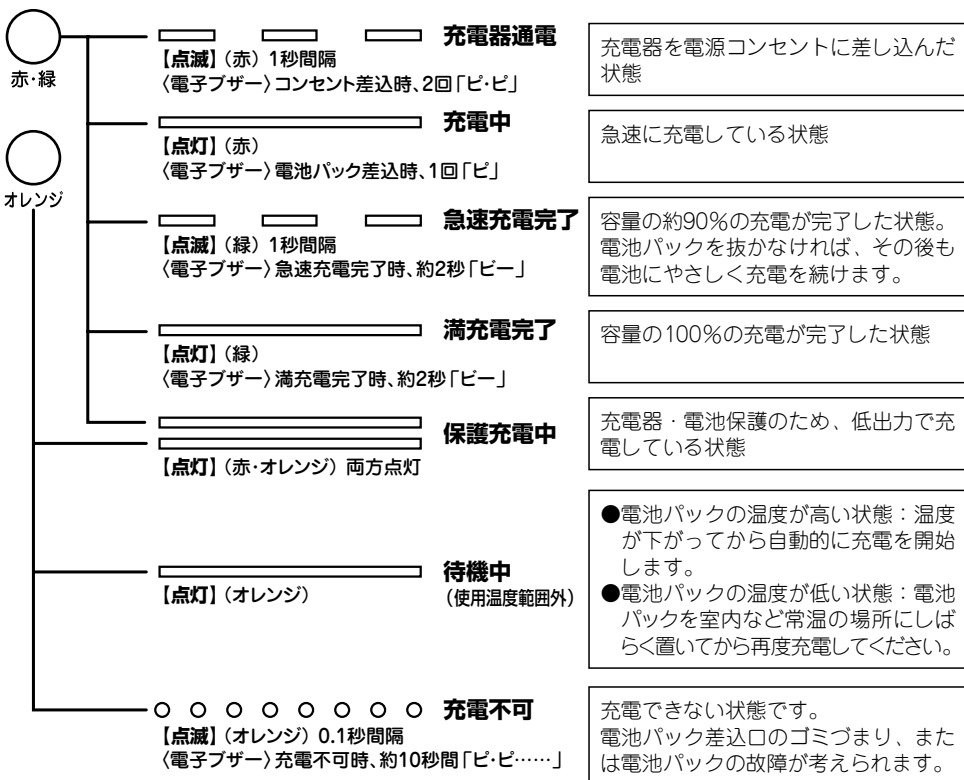 赤・緑
オレンジ
充電器通電
【点滅】（赤）1秒間隔
〈電子ブザー〉コンセント差込時、2回「ピ・ピ」
充電器を電源コンセントに差し込んだ
状態
充電中
【点灯】（赤）
〈電子ブザー〉電池パック差込時、1回「ピ」
急速に充電している状態
急速充電完了
【点滅】（緑）1秒間隔
〈電子ブザー〉急速充電完了時、約2秒「ビー」
容量の約90％の充電が完了した状態。
電池パックを抜かなければ、その後も
電池にやさしく充電を続けます。
満充電完了
【点灯】（緑）
〈電子ブザー〉満充電完了時、約2秒「ビー」
容量の100％の充電が完了した状態
保護充電中
【点灯】（赤・オレンジ）両方点灯
充電器・電池保護のため、低出力で充
電している状態
待機中
（使用温度範囲外）
【点灯】（オレンジ）
●電池パックの温度が高い状態：温度
が下がってから自動的に充電を開始
します。
●電池パックの温度が低い状態：電池
パックを室内など常温の場所にしば
らく置いてから再度充電してください。
充電不可
【点滅】（オレンジ）0.1秒間隔
〈電子ブザー〉充電不可時、約10秒間「ピ・ピ……」
充電できない状態です。
電池パック差込口のゴミづまり、また
は電池パックの故障が考えられます。